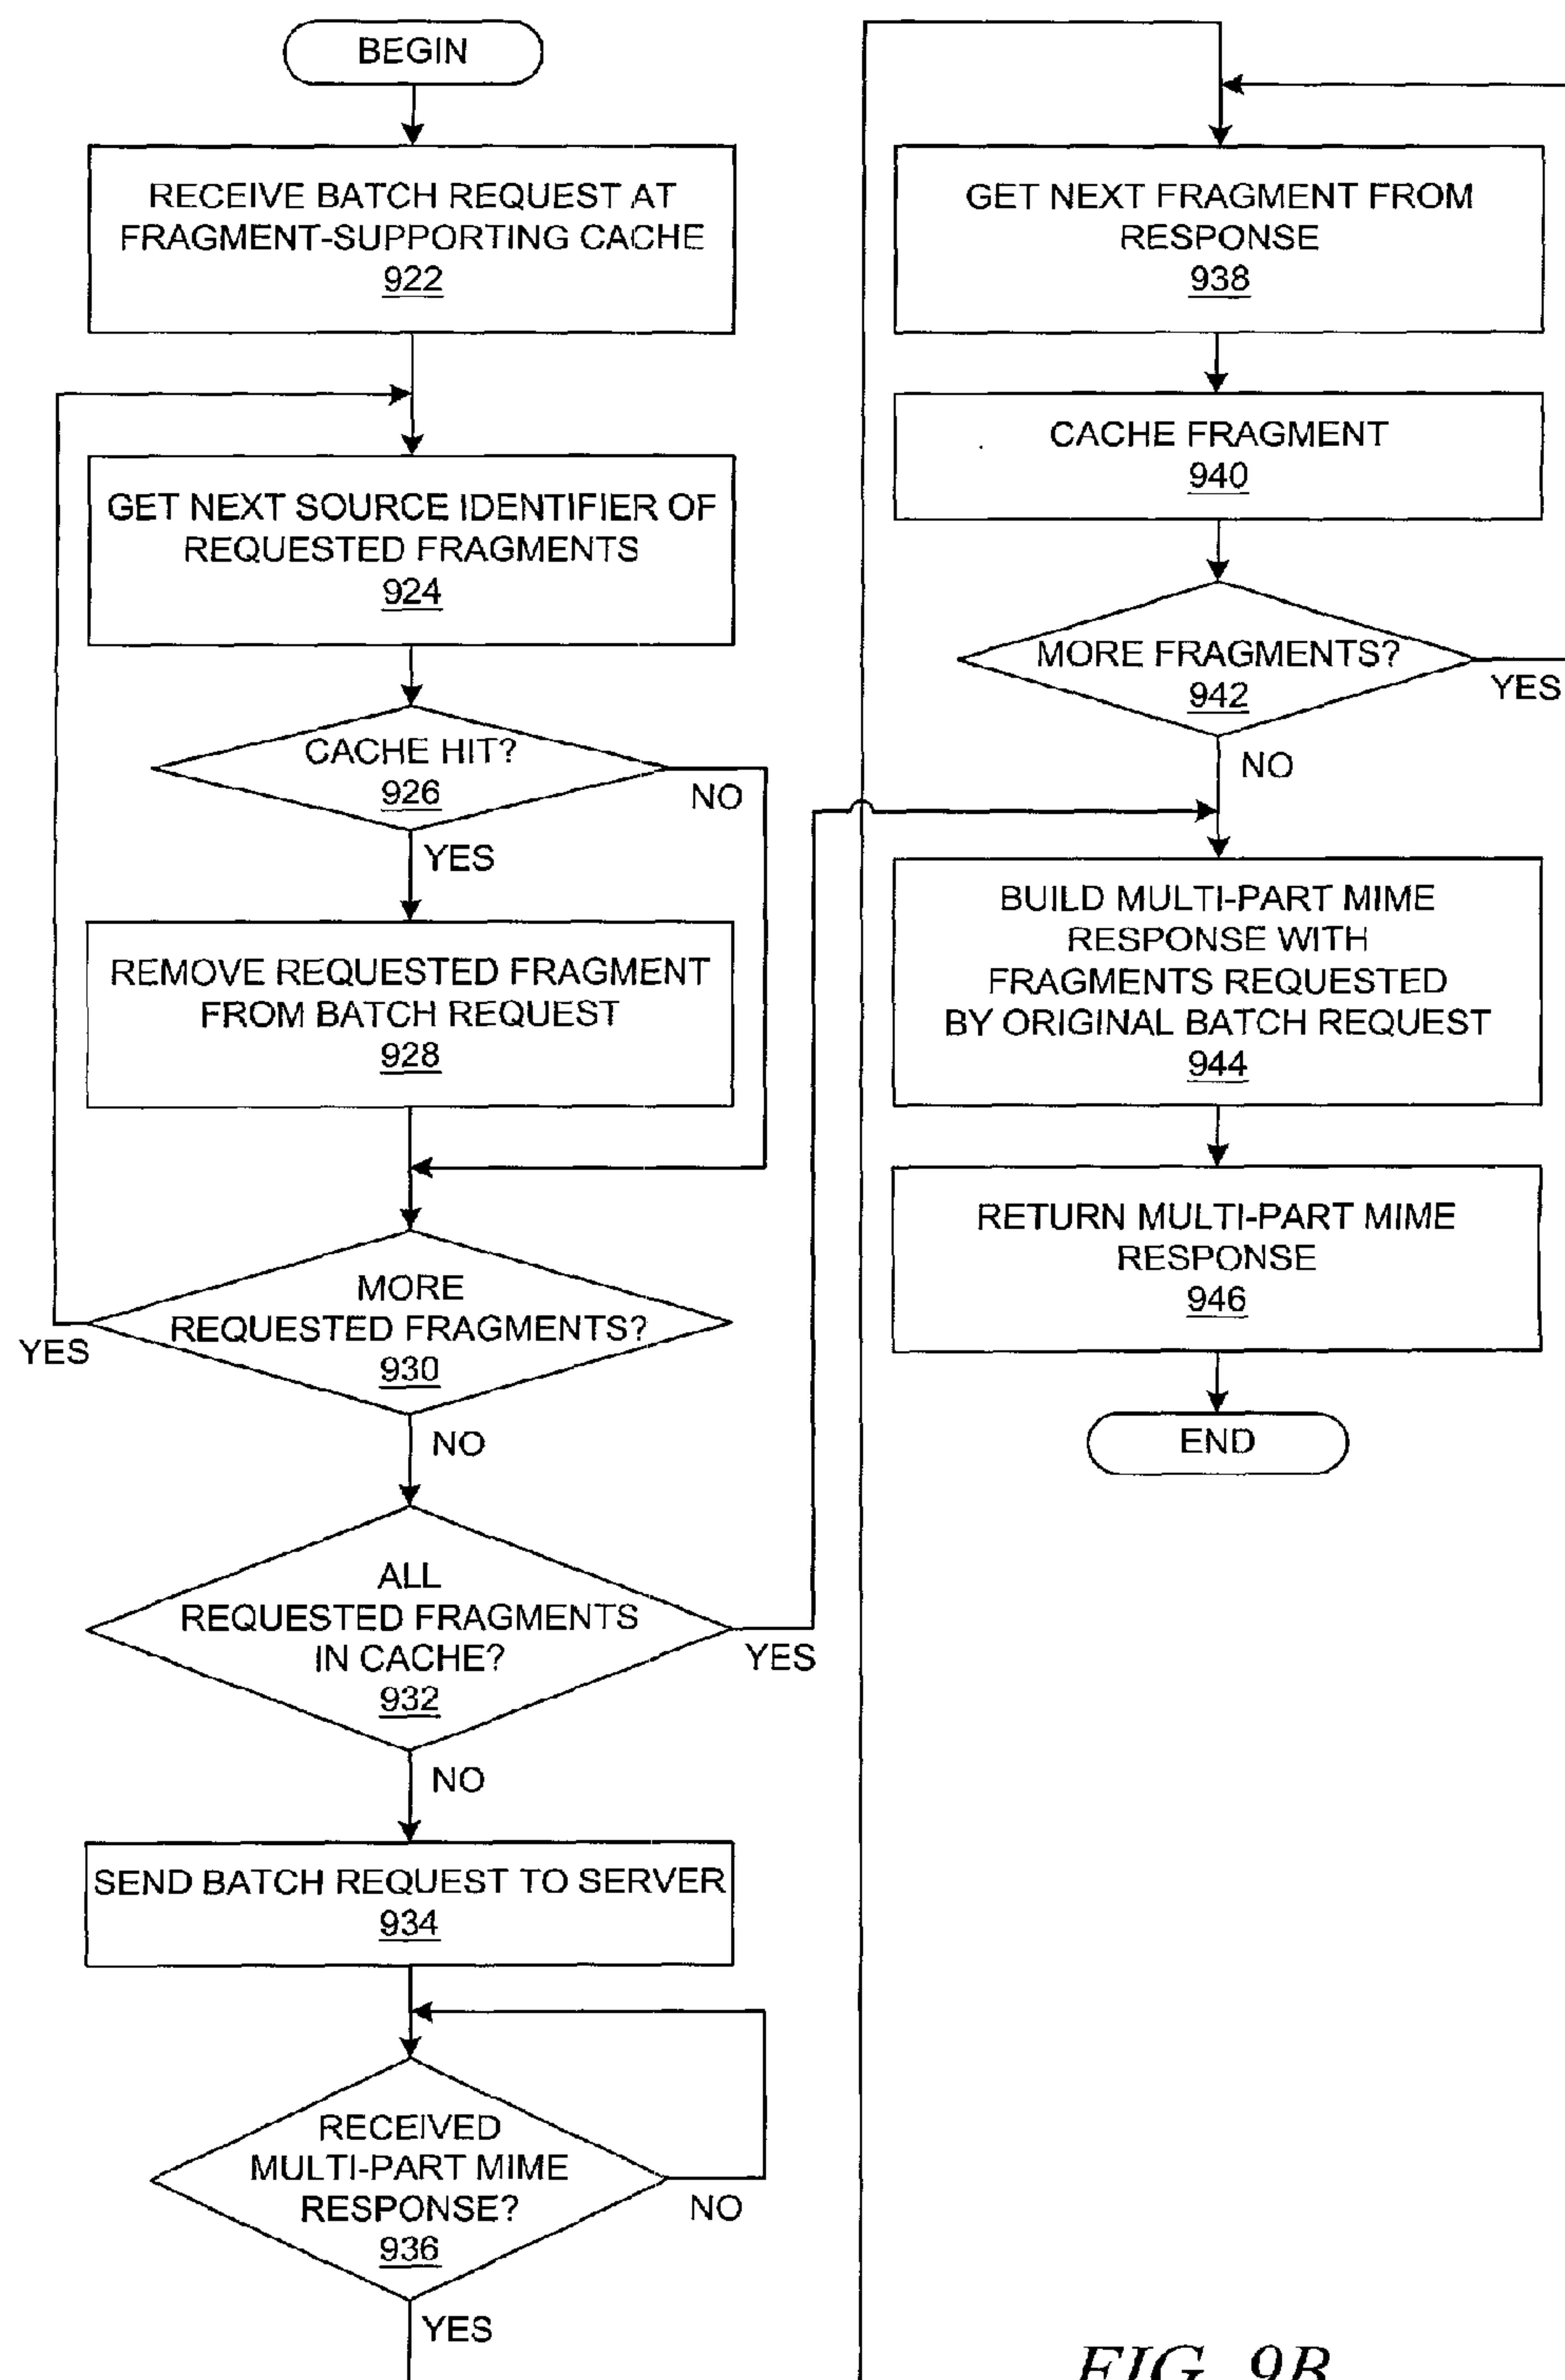 BEGIN
RECEIVE BATCH REQUEST AT
FRAGMENT-SUPPORTING CACHE
922
GET NEXT SOURCE IDENTIFIER OF
REQUESTED FRAGMENTS
924
CACHE HIT?
926
NO
YES
REMOVE REQUESTED FRAGMENT
FROM BATCH REQUEST
928
MORE
REQUESTED FRAGMENTS?
930
YES
NO
ALL
REQUESTED FRAGMENTS
IN CACHE?
932
YES
NO
SEND BATCH REQUEST TO SERVER
934
RECEIVED
MULTI-PART MIME
RESPONSE?
936
NO
YES
GET NEXT FRAGMENT FROM
RESPONSE
938
CACHE FRAGMENT
940
MORE FRAGMENTS?
942
YES
NO
BUILD MULTI-PART MIME
RESPONSE WITH
FRAGMENTS REQUESTED
BY ORIGINAL BATCH REQUEST
944
RETURN MULTI-PART MIME
RESPONSE
946
END
FIG. 9B